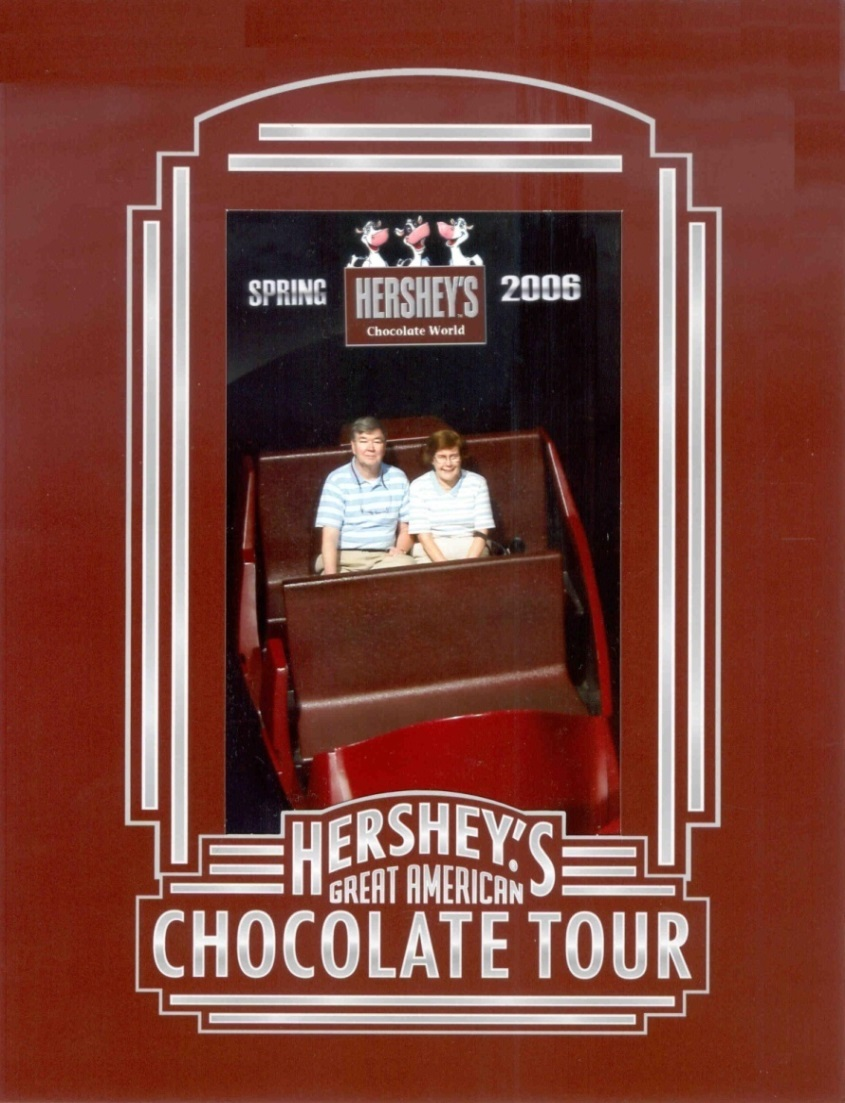 SPRING HERSHEY'S 2006
Chocolate World
HERSHEY'S
GREAT AMERICAN
CHOCOLATE TOUR